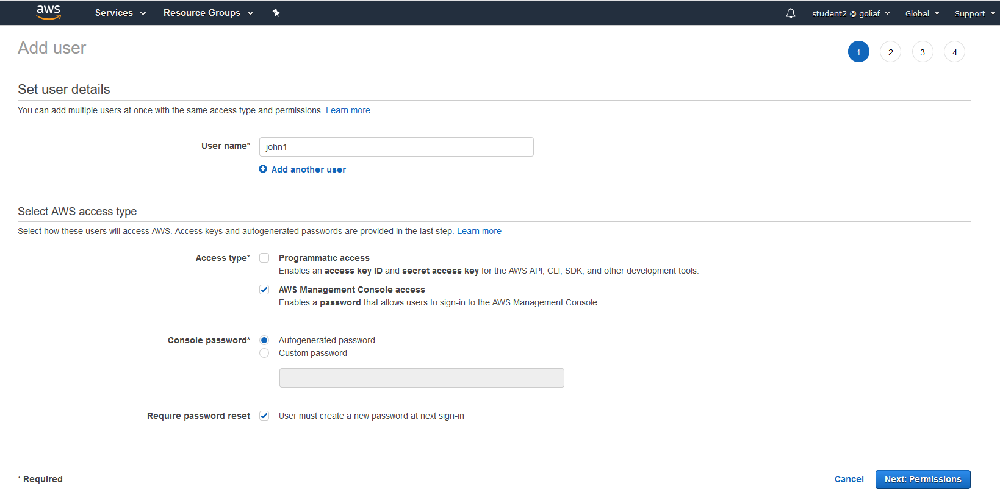 aws Services Resource Groups student2 @ goliaf Global Support
Add user 1 2 3 4
Set user details
You can add multiple users at once with the same access type and permissions. Learn more
User name* john1
Add another user
Select AWS access type
Select how these users will access AWS. Access keys and autogenerated passwords are provided in the last step. Learn more
Access type* Programmatic access
Enables an access key ID and secret access key for the AWS API, CLI, SDK, and other development tools.
AWS Management Console access
Enables a password that allows users to sign-in to the AWS Management Console.
Console password* Autogenerated password
Custom password
Require password reset User must create a new password at next sign-in
* Required Cancel Next: Permissions